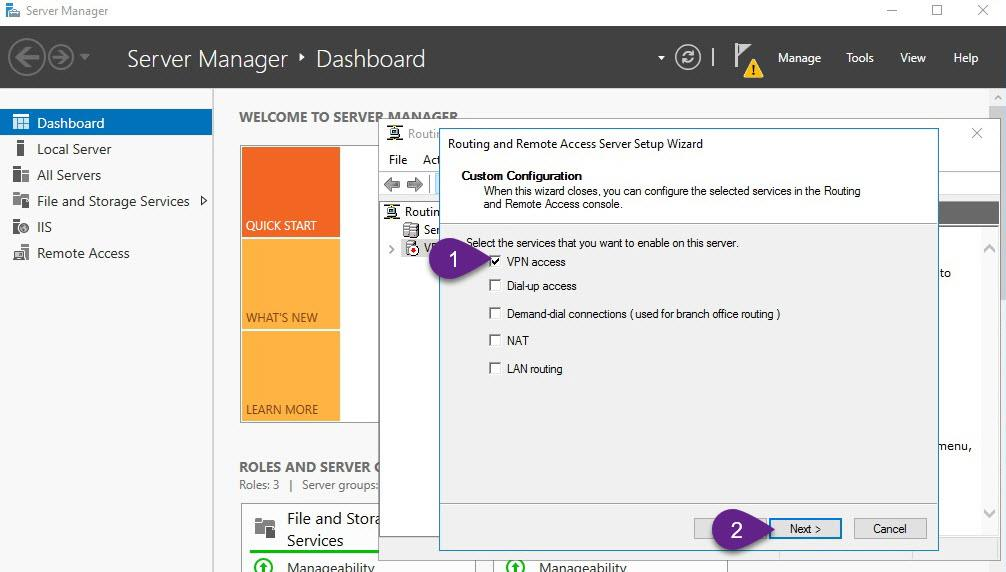 Server Manager
Server Manager ‣ Dashboard
Manage Tools View Help
Dashboard
Local Server
All Servers
File and Storage Services
IIS
Remote Access
WELCOME TO SERVER MANAGER
QUICK START
WHAT'S NEW
LEARN MORE
ROLES AND SERVER G
Roles: 3 | Server groups:
File and Stora
Services
Manageability
Manageability
Routin
File Act
Routin
Ser
VP
to
menu,
Routing and Remote Access Server Setup Wizard
Custom Configuration
When this wizard closes, you can configure the selected services in the Routing
and Remote Access console.
Select the services that you want to enable on this server.
1
VPN access
Dial-up access
Demand-dial connections ( used for branch office routing )
NAT
LAN routing
2
Next >
Cancel